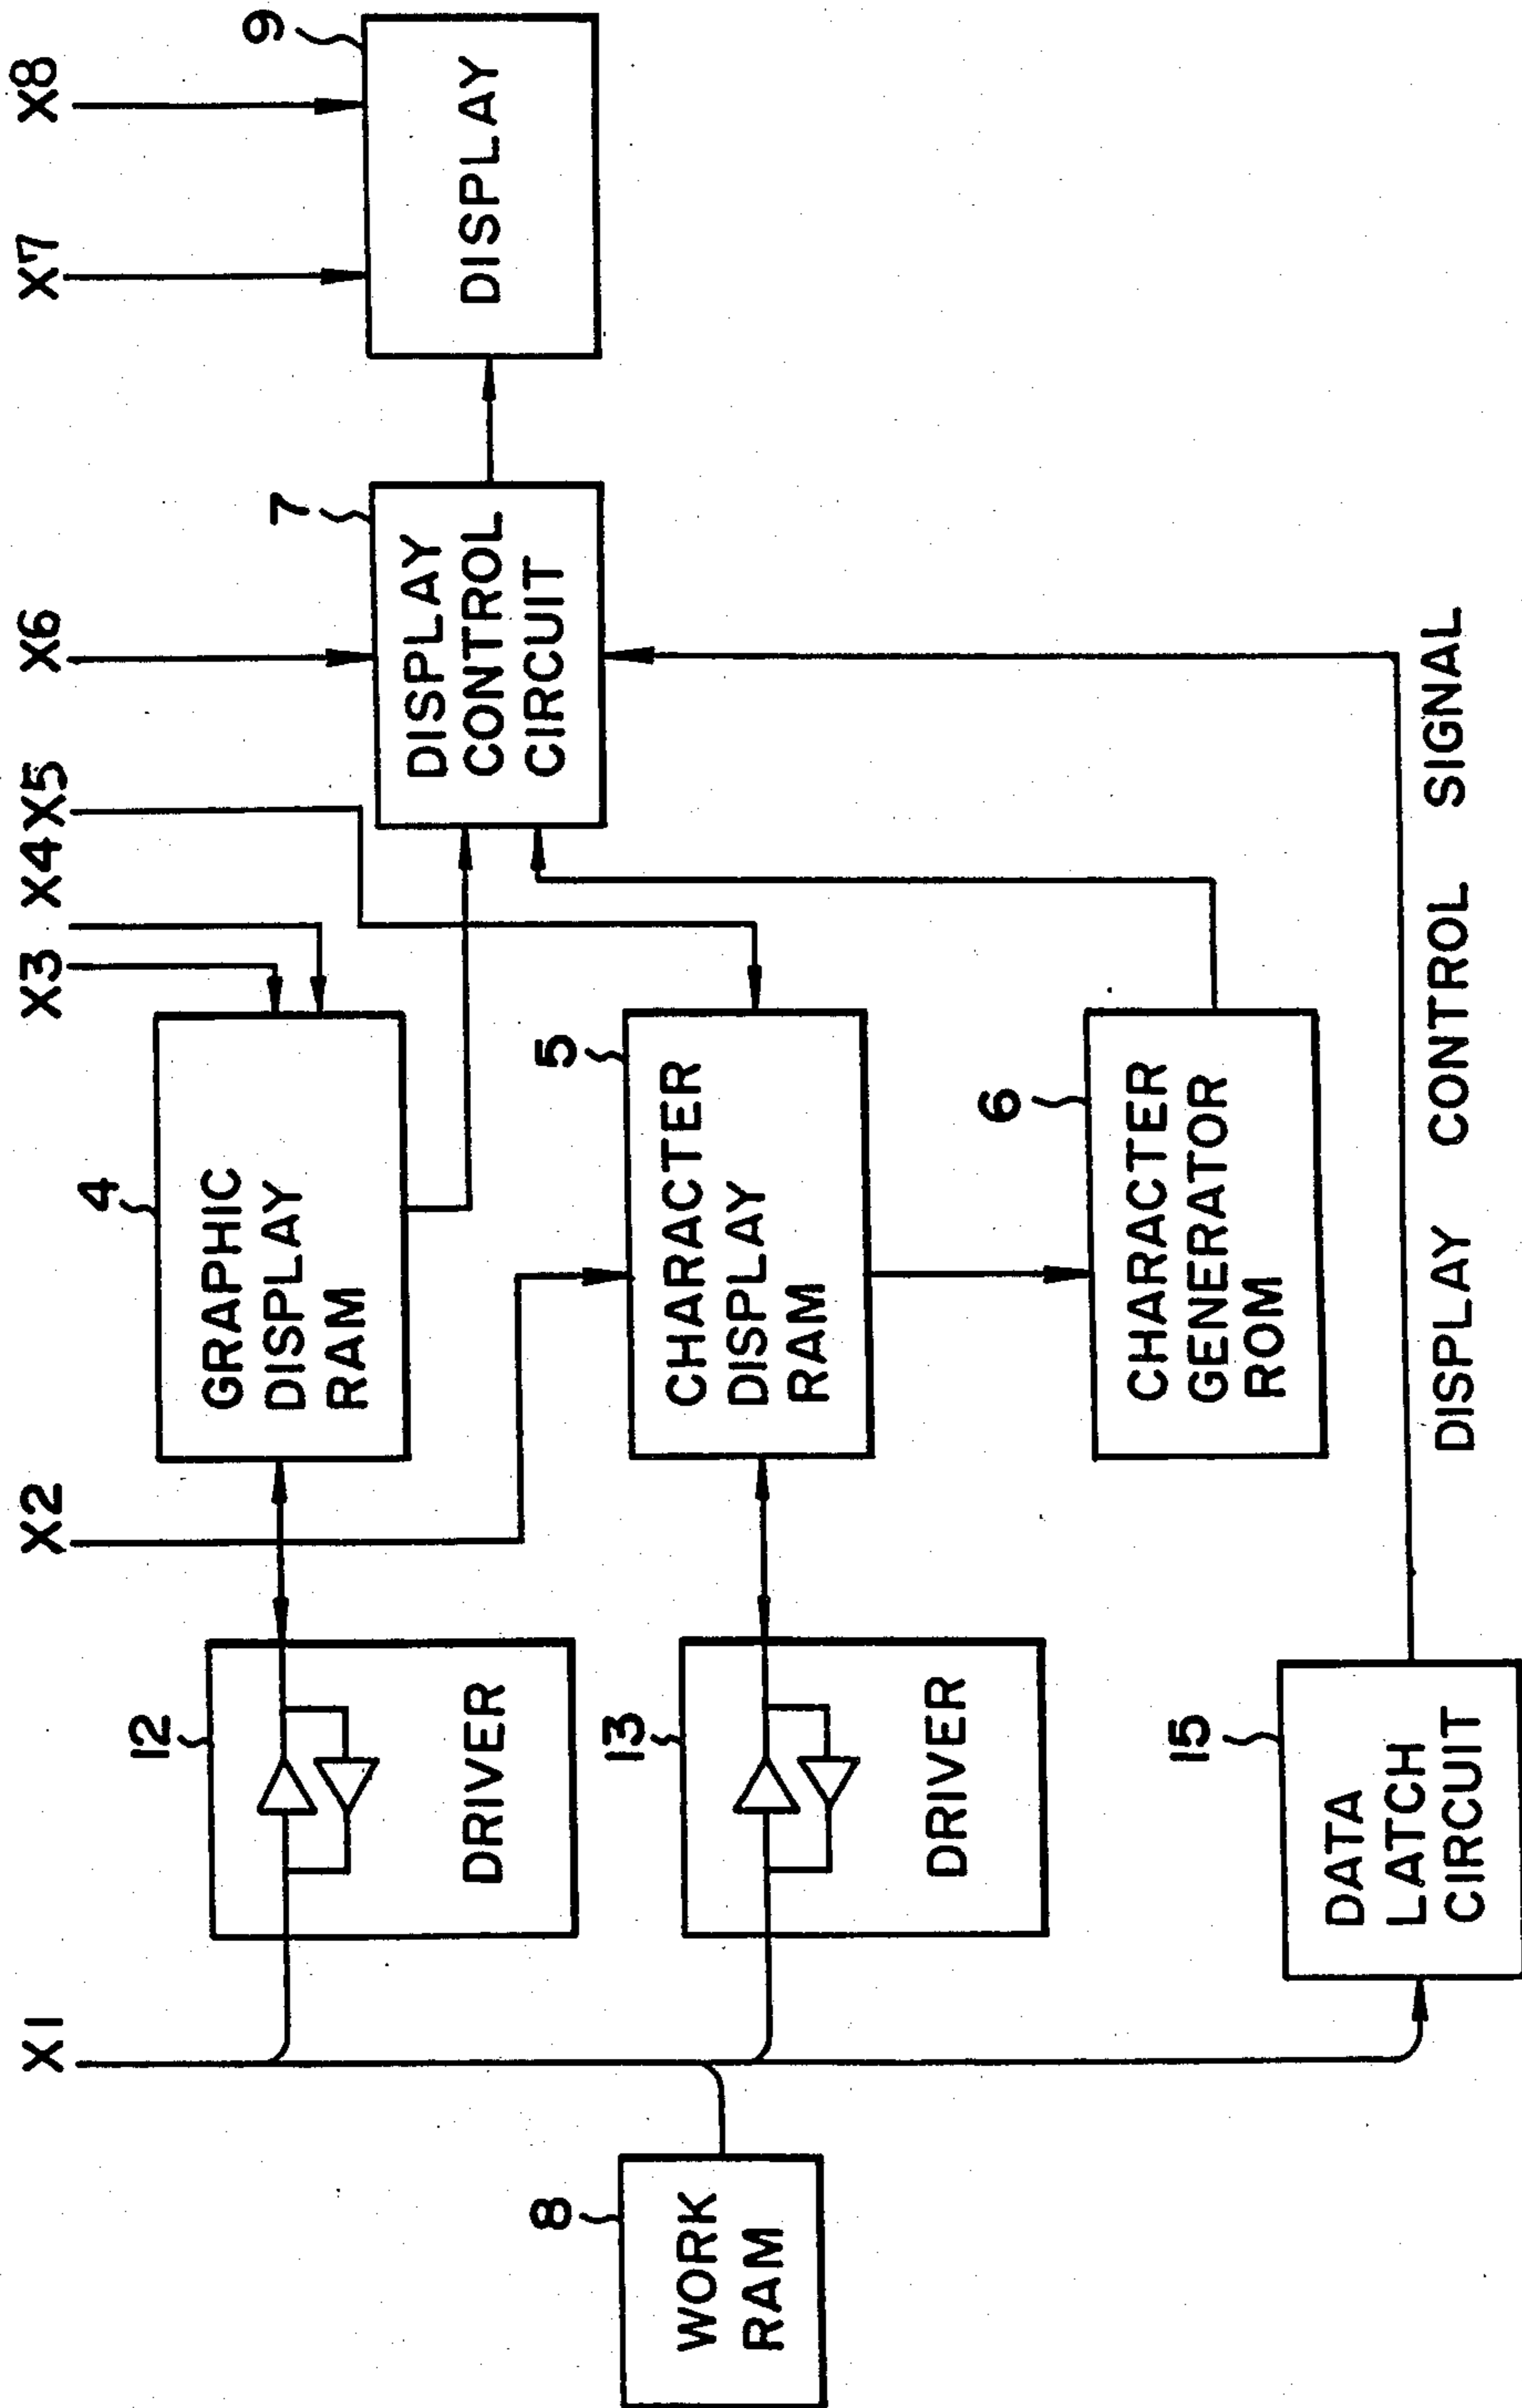 X1
X2
X3
X4
X5
X6
X7
X8
8
WORK
RAM
12
DRIVER
13
DRIVER
15
DATA
LATCH
CIRCUIT
4
GRAPHIC
DISPLAY
RAM
5
CHARACTER
DISPLAY
RAM
6
CHARACTER
GENERATOR
ROM
7
DISPLAY
CONTROL
CIRCUIT
9
DISPLAY
DISPLAY CONTROL SIGNAL